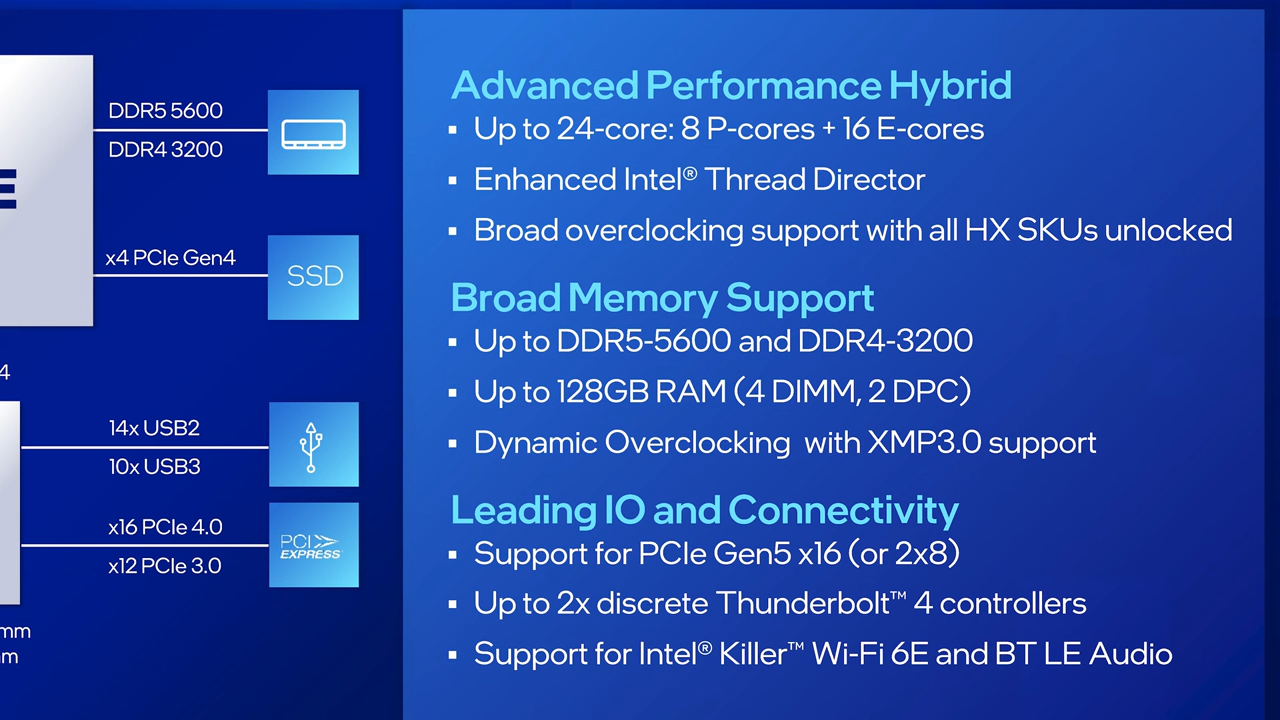 DDR5 5600
DDR4 3200
E
x4 PCIe Gen4
SSD
4
14x USB2
10x USB3
x16 PCIe 4.0
x12 PCIe 3.0
PCI
EXPRESS
mm
m
Advanced Performance Hybrid
▪ Up to 24-core: 8 P-cores + 16 E-cores
▪ Enhanced Intel® Thread Director
▪ Broad overclocking support with all HX SKUs unlocked
Broad Memory Support
▪ Up to DDR5-5600 and DDR4-3200
▪ Up to 128GB RAM (4 DIMM, 2 DPC)
▪ Dynamic Overclocking  with XMP3.0 support
Leading IO and Connectivity
▪ Support for PCIe Gen5 x16 (or 2x8)
▪ Up to 2x discrete Thunderbolt™ 4 controllers
▪ Support for Intel® Killer™ Wi-Fi 6E and BT LE Audio